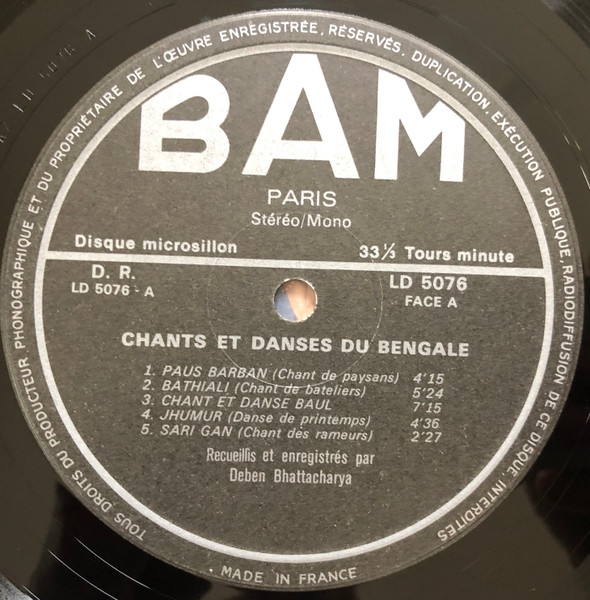 TOUS DROITS DU PRODUCTEUR PHONOGRAPHIQUE ET DU PROPRIÉTAIRE DE L'ŒUVRE ENREGISTRÉE, RÉSERVÉS. DUPLICATION, EXÉCUTION PUBLIQUE, RADIODIFFUSION DE CE DISQUE, INTERDITES
BAM
PARIS
Stéréo/Mono
Disque microsillon 33⅓ Tours minute
D. R. LD 5076
LD 5076 - A FACE A
CHANTS ET DANSES DU BENGALE
1. PAUS BARBAN (Chant de paysans) 4'15
2. BATHIALI (Chant de bateliers) 5'24
3. CHANT ET DANSE BAUL 7'15
4. JHUMUR (Danse de printemps) 4'36
5. SARI GAN (Chant des rameurs) 2'27
Recueillis et enregistrés par
Deben Bhattacharya
• MADE IN FRANCE •